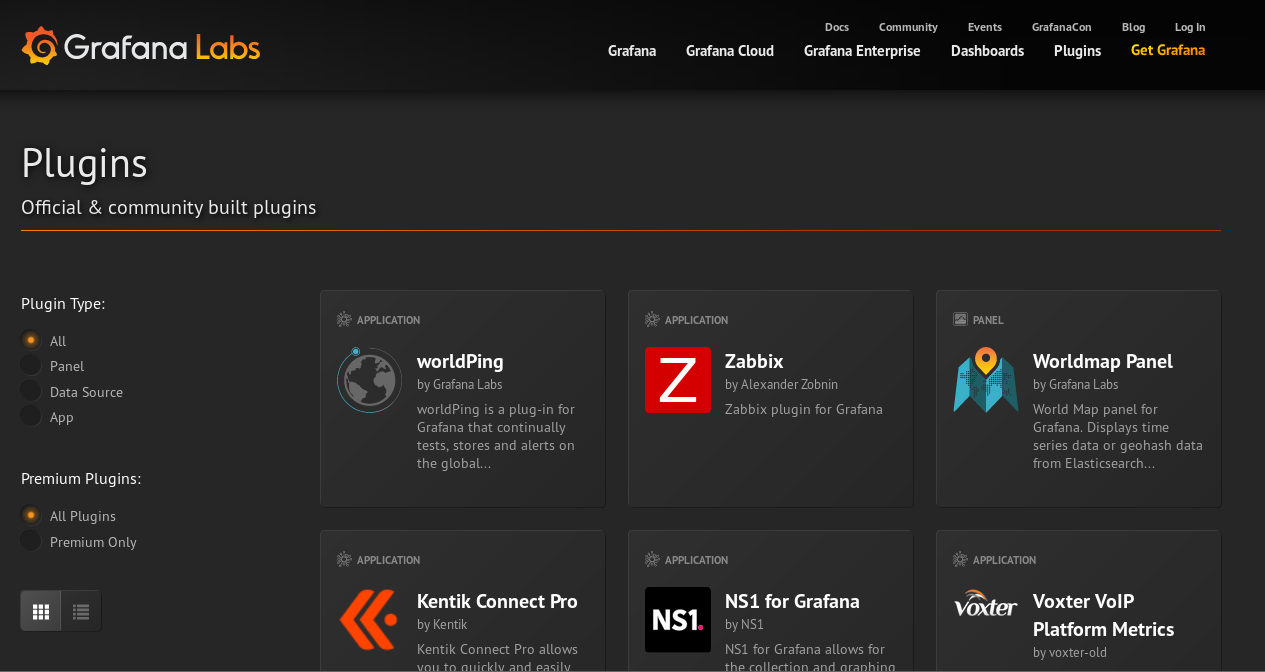 Grafana Labs
Docs Community Events GrafanaCon Blog Log In
Grafana Grafana Cloud Grafana Enterprise Dashboards Plugins Get Grafana
Plugins
Official & community built plugins
Plugin Type:
All
Panel
Data Source
App
Premium Plugins:
All Plugins
Premium Only
APPLICATION
worldPing
by Grafana Labs
worldPing is a plug-in for
Grafana that continually
tests, stores and alerts on
the global...
APPLICATION
Z
Zabbix
by Alexander Zobnin
Zabbix plugin for Grafana
PANEL
Worldmap Panel
by Grafana Labs
World Map panel for
Grafana. Displays time
series data or geohash data
from Elasticsearch...
APPLICATION
Kentik Connect Pro
by Kentik
Kentik Connect Pro allows
you to quickly and easily
APPLICATION
NS1.
NS1 for Grafana
by NS1
NS1 for Grafana allows for
the collection and graphing
APPLICATION
voxter
Voxter VoIP
Platform Metrics
by voxter-old